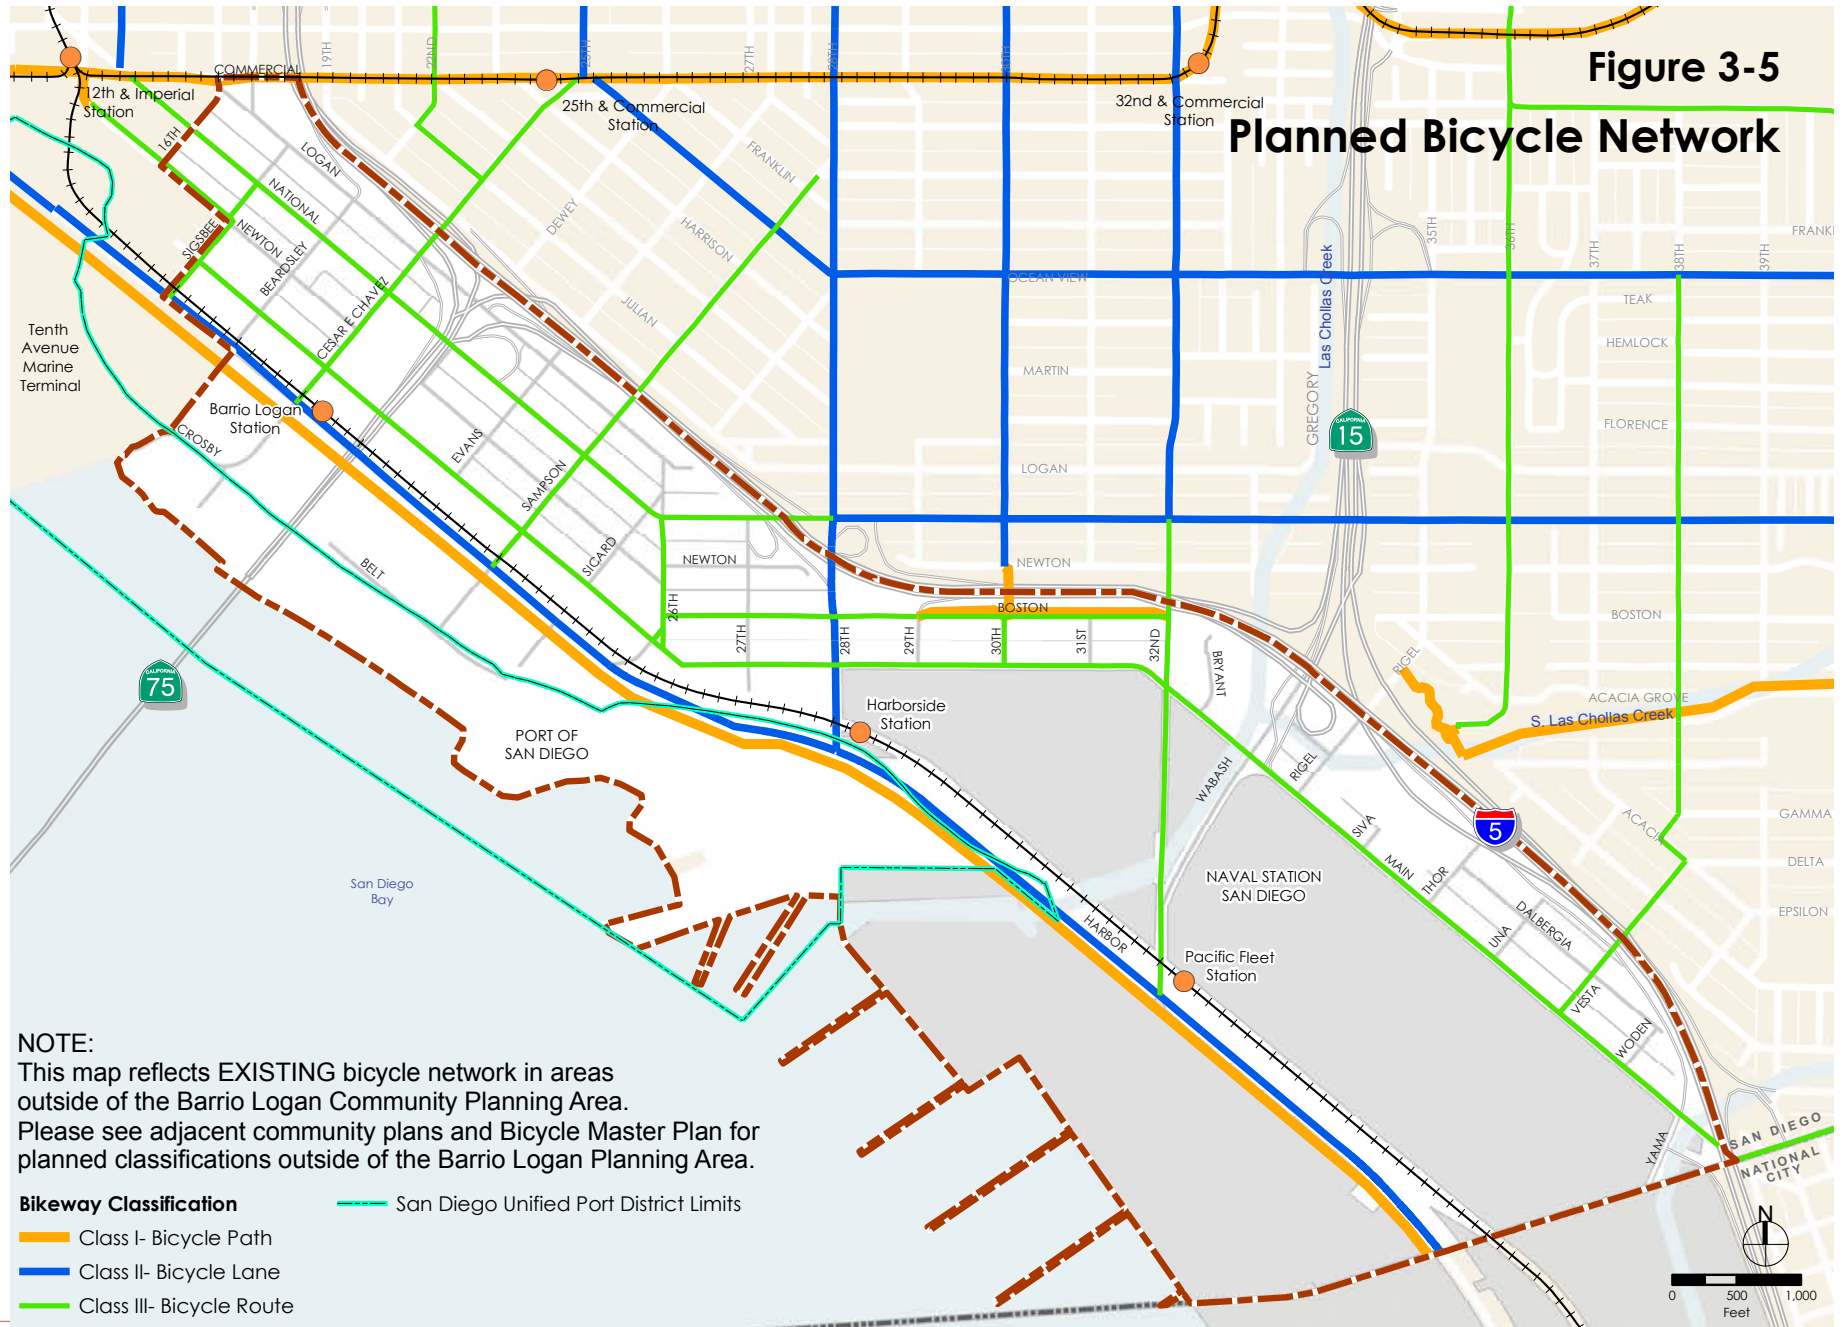 Figure 3-5
Planned Bicycle Network
19TH
22ND
25TH
27TH
28TH
30TH
COMMERCIAL
12th & Imperial
Station
25th & Commercial
Station
32nd & Commercial
Station
16TH
LOGAN
NATIONAL
SIGSBEE
NEWTON
BEARDSLEY
CESAR E CHAVEZ
DEWEY
FRANKLIN
HARRISON
JULIAN
OCEAN VIEW
MARTIN
LOGAN
NEWTON
Las Chollas Creek
GREGORY
CALIFORNIA
15
35TH
36TH
37TH
38TH
39TH
FRANKL
TEAK
HEMLOCK
FLORENCE
BOSTON
Tenth
Avenue
Marine
Terminal
Barrio Logan
Station
CROSBY
EVANS
SAMPSON
SICARD
BELT
NEWTON
26TH
27TH
28TH
29TH
30TH
31ST
32ND
BOSTON
BRYANT
RIGEL
ACACIA GROVE
S. Las Chollas Creek
CALIFORNIA
75
PORT OF
SAN DIEGO
Harborside
Station
WABASH
RIGEL
SIVA
MAIN
THOR
5
ACACIA
GAMMA
DELTA
EPSILON
San Diego
Bay
NAVAL STATION
SAN DIEGO
HARBOR
Pacific Fleet
Station
DALBERGIA
UNA
VESTA
WODEN
YAMA
SAN DIEGO
NATIONAL
CITY
NOTE:
This map reflects EXISTING bicycle network in areas
outside of the Barrio Logan Community Planning Area.
Please see adjacent community plans and Bicycle Master Plan for
planned classifications outside of the Barrio Logan Planning Area.
Bikeway Classification
San Diego Unified Port District Limits
Class I- Bicycle Path
Class II- Bicycle Lane
Class III- Bicycle Route
N
0 500 1,000
Feet